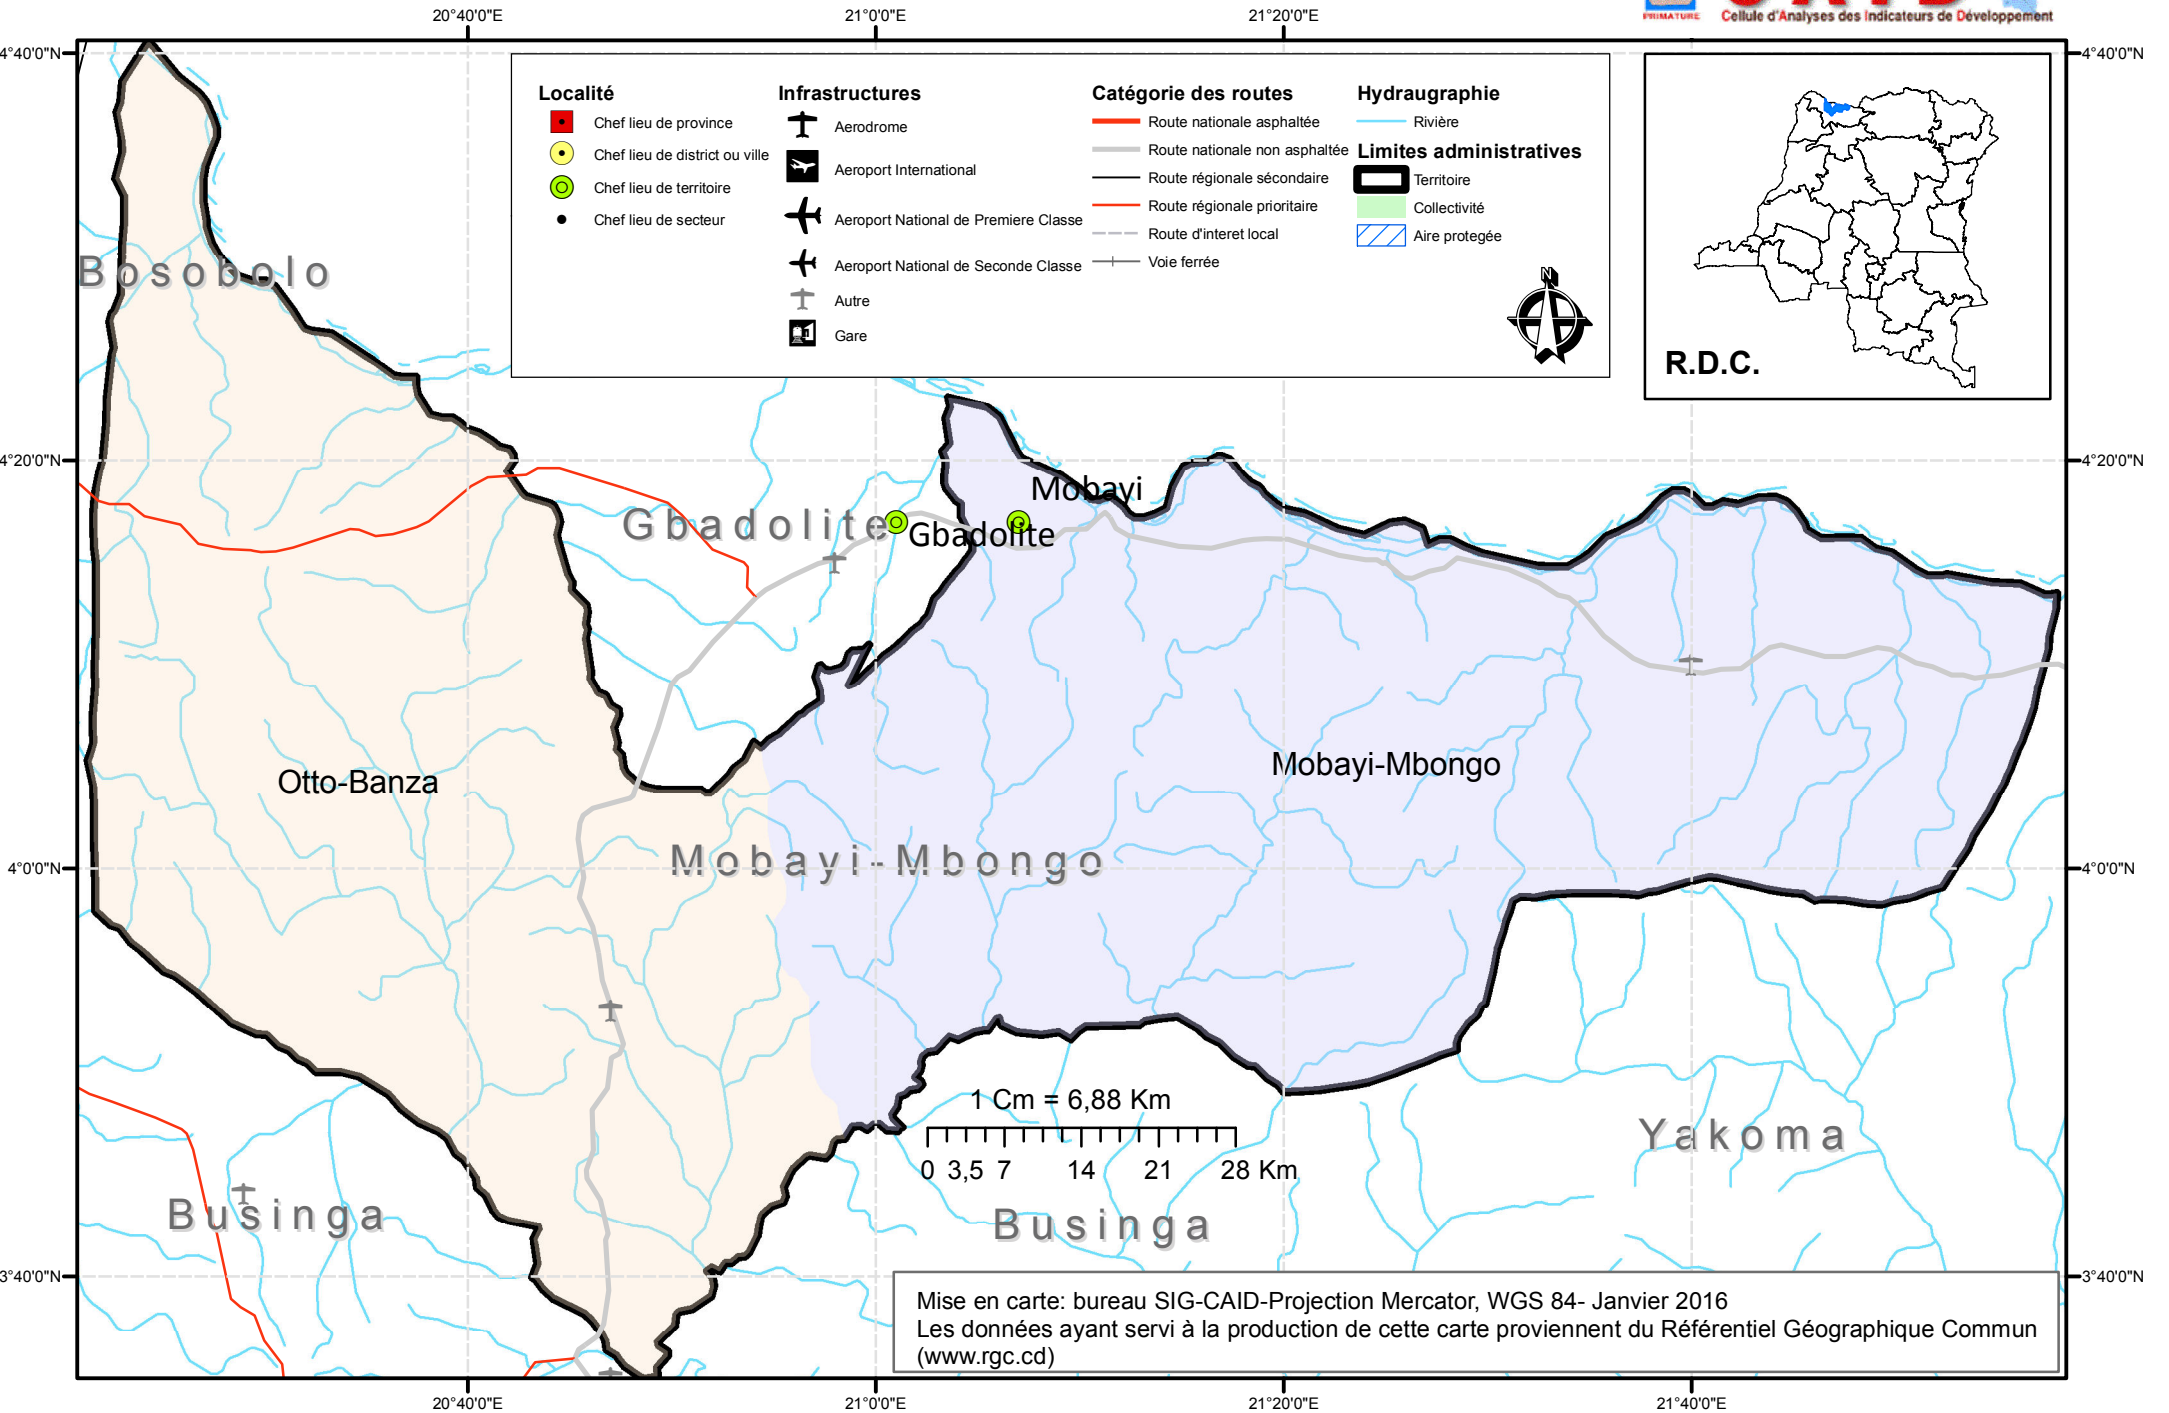 PRIMATURE
Cellule d'Analyses des Indicateurs de Développement
20°40'0"E 21°0'0"E 21°20'0"E
4°40'0"N 4°40'0"N
Localité
Chef lieu de province
Chef lieu de district ou ville
Chef lieu de territoire
Chef lieu de secteur
Infrastructures
Aerodrome
Aeroport International
Aeroport National de Premiere Classe
Aeroport National de Seconde Classe
Autre
Gare
Catégorie des routes
Route nationale asphaltée
Route nationale non asphaltée
Route régionale sécondaire
Route régionale prioritaire
Route d'interet local
Voie ferrée
Hydraugraphie
Rivière
Limites administratives
Territoire
Collectivité
Aire protegée
N
R.D.C.
Bosobolo
4°20'0"N 4°20'0"N
Mobayi
Gbadolite
Gbadolite
Otto-Banza
Mobayi-Mbongo
Mobayi-Mbongo
4°0'0"N 4°0'0"N
1 Cm = 6,88 Km
0 3,5 7 14 21 28 Km
Yakoma
Businga
Businga
3°40'0"N 3°40'0"N
Mise en carte: bureau SIG-CAID-Projection Mercator, WGS 84- Janvier 2016
Les données ayant servi à la production de cette carte proviennent du Référentiel Géographique Commun
(www.rgc.cd)
20°40'0"E 21°0'0"E 21°20'0"E 21°40'0"E